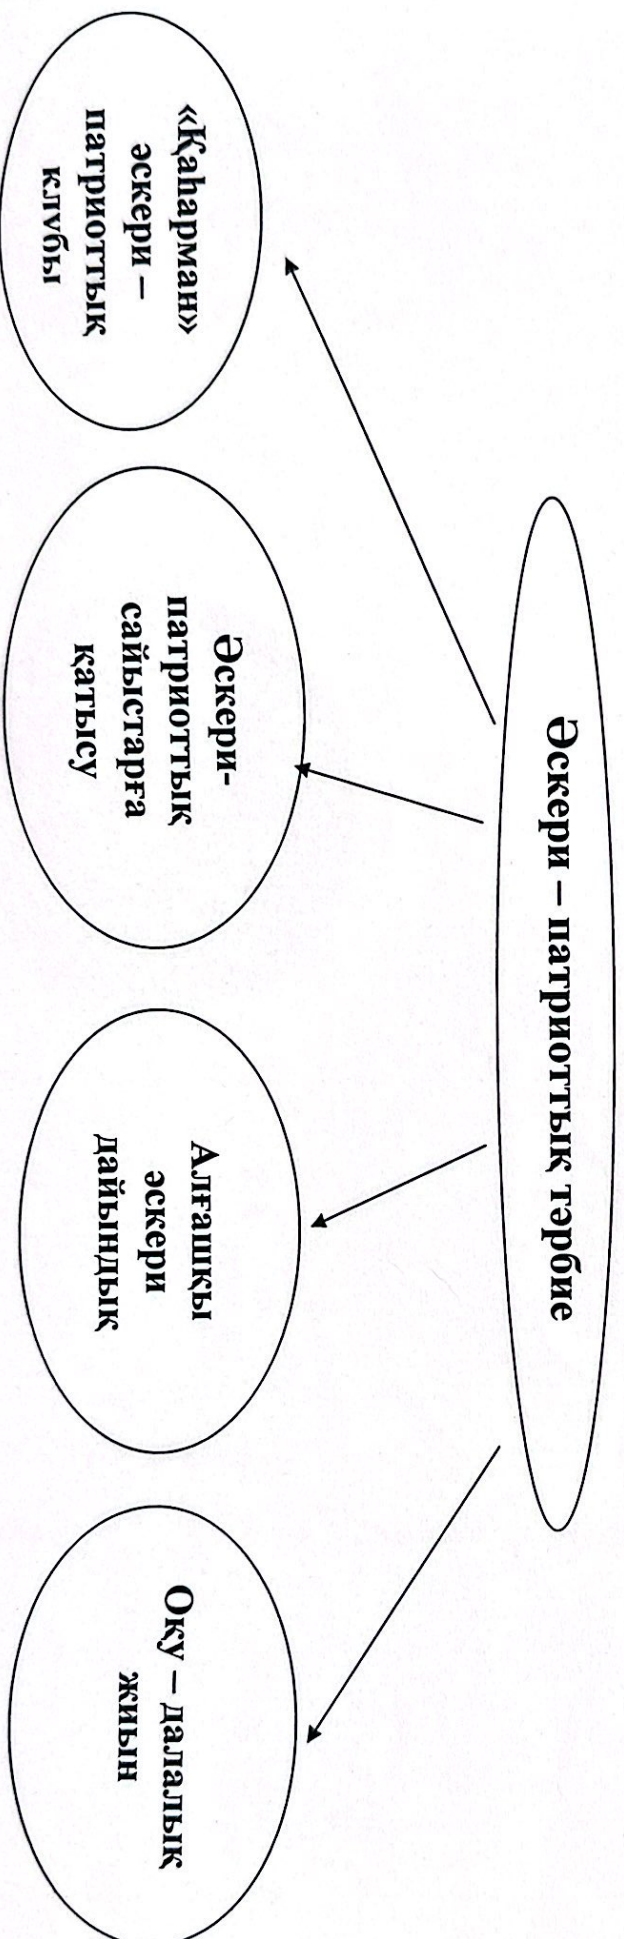 Әскери – патриоттық тәрбие
«Қаһарман»
әскери –
патриоттық
клубы
Әскери-
патриоттық
сайыстарға
қатысу
Алғашқы
әскери
дайындық
Оқу – далалық
жиын